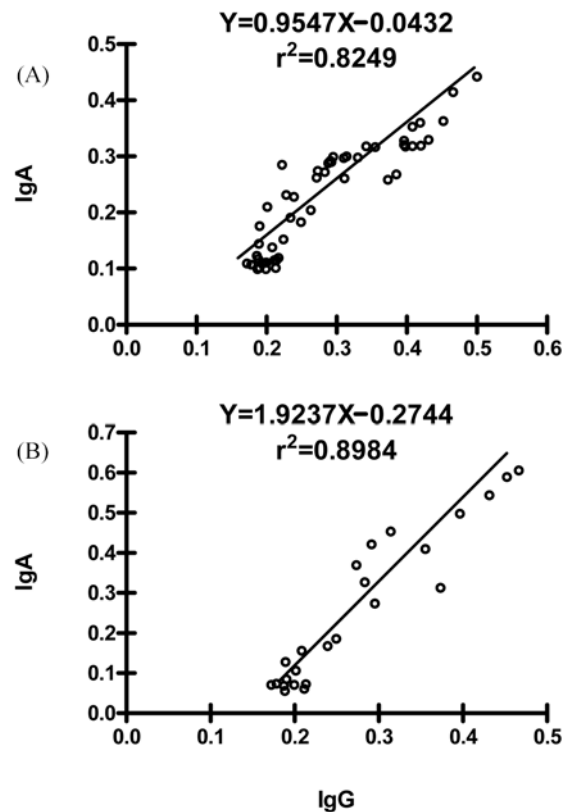 Y=0.9547X−0.0432
r²=0.8249
(A)
IgA
0.5
0.4
0.3
0.2
0.1
0.0
0.0 0.1 0.2 0.3 0.4 0.5 0.6
Y=1.9237X−0.2744
r²=0.8984
(B)
IgA
0.7
0.6
0.5
0.4
0.3
0.2
0.1
0.0
0.0 0.1 0.2 0.3 0.4 0.5
IgG